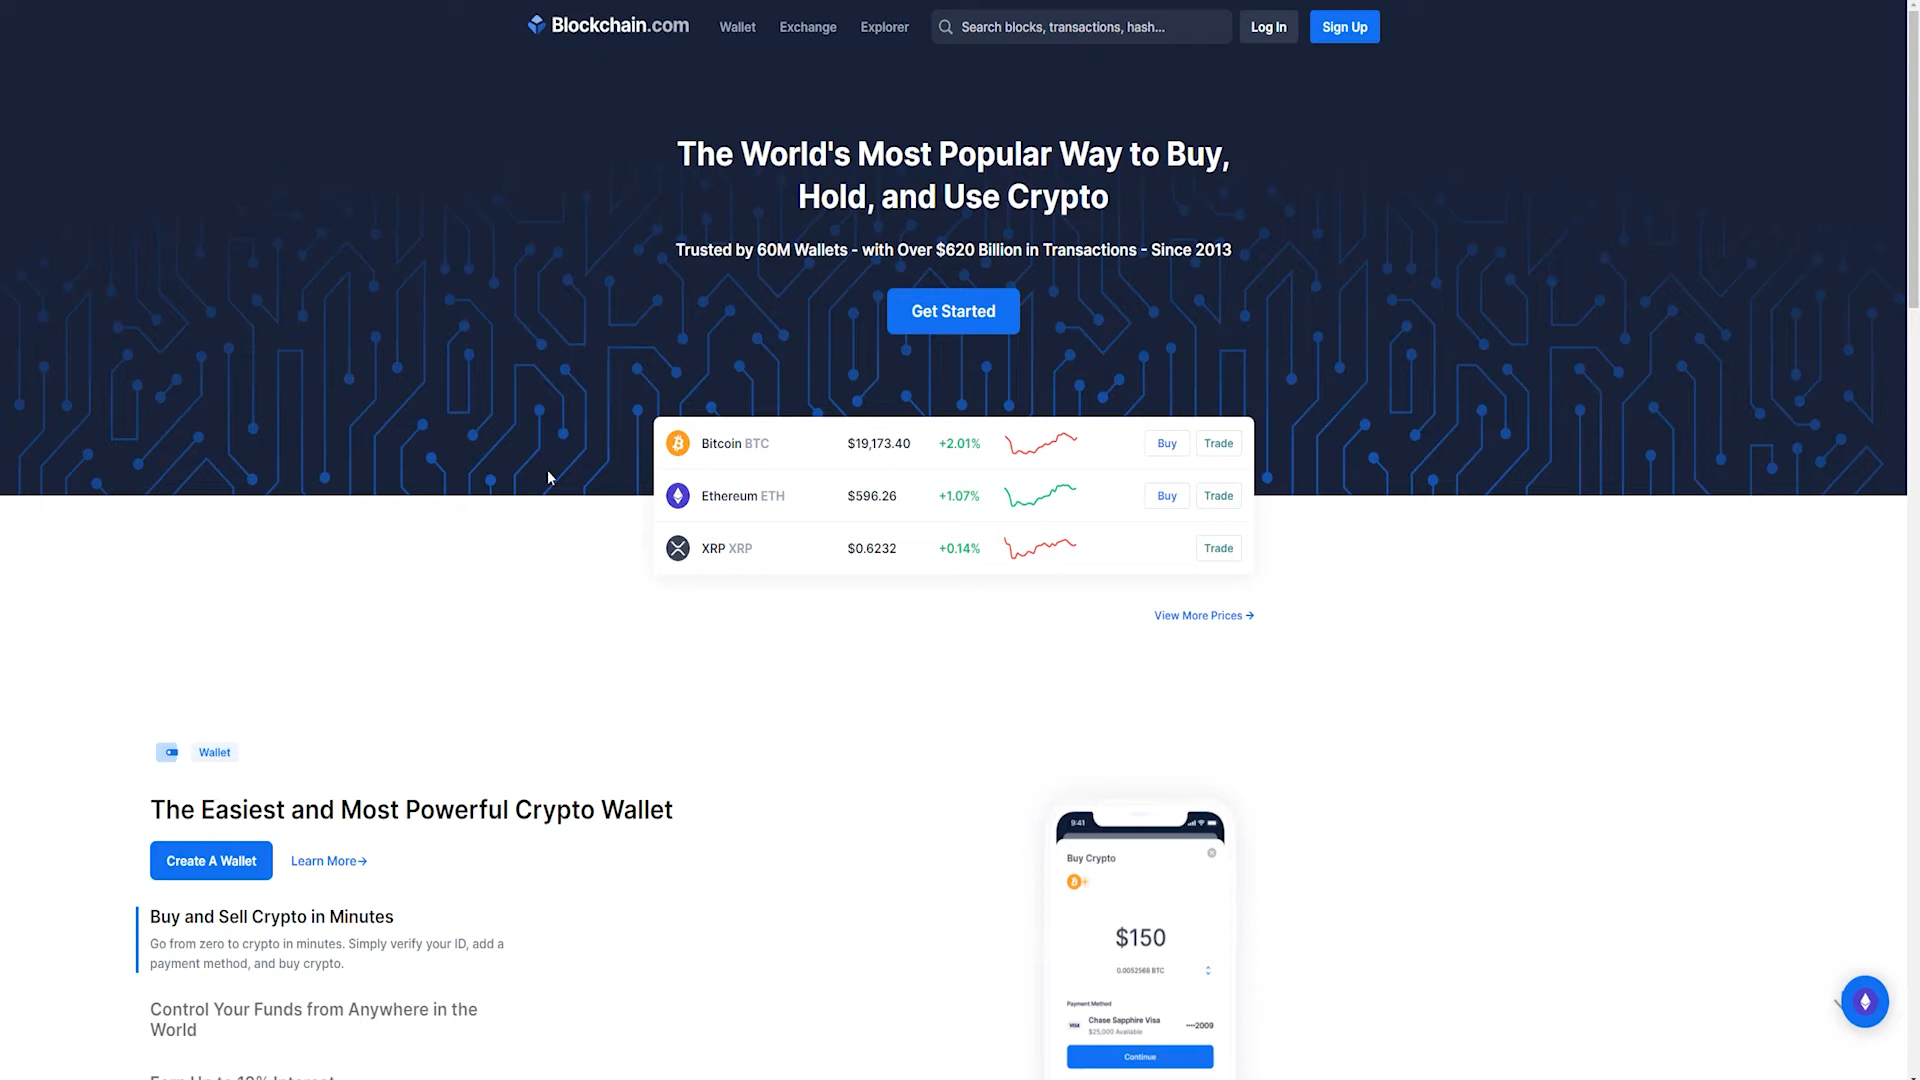 Blockchain.com Wallet Exchange Explorer Search blocks, transactions, hash... Log In Sign Up
The World's Most Popular Way to Buy,
Hold, and Use Crypto
Trusted by 60M Wallets - with Over $620 Billion in Transactions - Since 2013
Get Started
Bitcoin BTC $19,173.40 +2.01% Buy Trade
Ethereum ETH $596.26 +1.07% Buy Trade
XRP XRP $0.6232 +0.14% Trade
View More Prices →
Wallet
The Easiest and Most Powerful Crypto Wallet
Create A Wallet Learn More→
Buy and Sell Crypto in Minutes
Go from zero to crypto in minutes. Simply verify your ID, add a
payment method, and buy crypto.
Control Your Funds from Anywhere in the
World
9:41
Buy Crypto
$150
0.0052568 BTC
Payment Method
VISA Chase Sapphire Visa ····2009
$25,000 Available
Continue